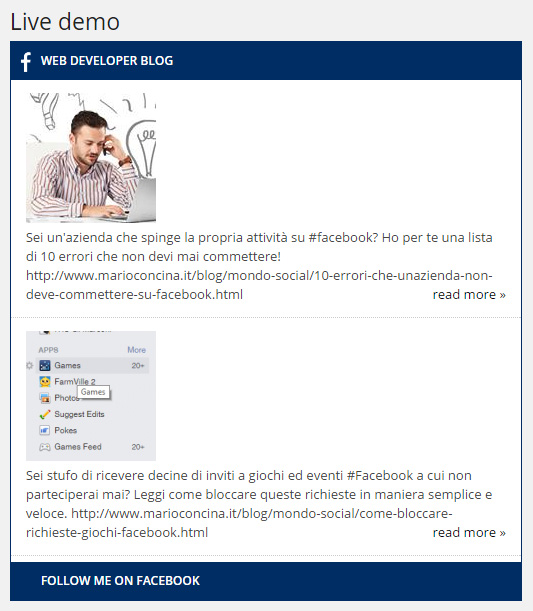 Live demo
WEB DEVELOPER BLOG
Sei un'azienda che spinge la propria attività su #facebook? Ho per te una lista
di 10 errori che non devi mai commettere!
http://www.marioconcina.it/blog/mondo-social/10-errori-che-unazienda-non-
deve-commettere-su-facebook.html read more »
APPS More
Games 20+
FarmVille 2
Photos
Games
Suggest Edits
Pokes
Games Feed 20+
Sei stufo di ricevere decine di inviti a giochi ed eventi #Facebook a cui non
parteciperai mai? Leggi come bloccare queste richieste in maniera semplice e
veloce. http://www.marioconcina.it/blog/mondo-social/come-bloccare-
richieste-giochi-facebook.html read more »
FOLLOW ME ON FACEBOOK